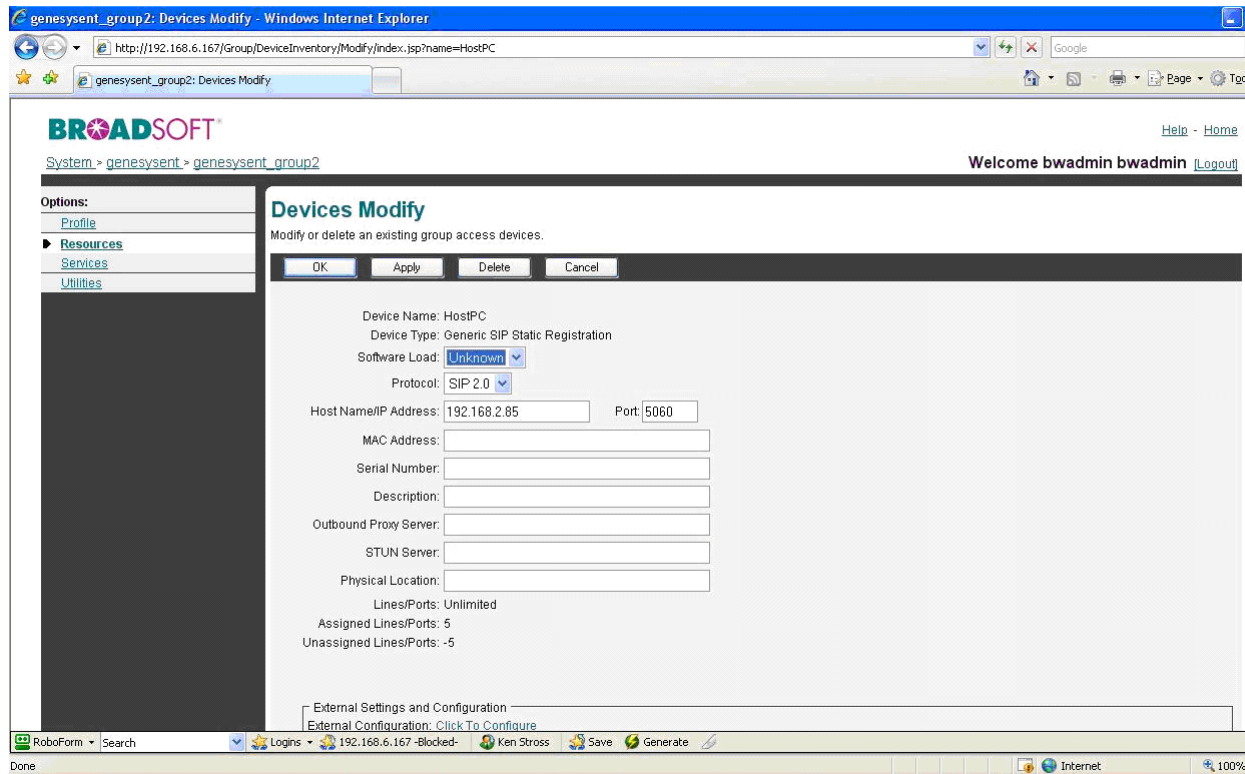 genesysent_group2: Devices Modify - Windows Internet Explorer
http://192.168.6.167/Group/DeviceInventory/Modify/index.jsp?name=HostPC
Google
genesysent_group2: Devices Modify
Page
BROADSOFT
Help - Home
System > genesysent > genesysent_group2
Welcome bwadmin bwadmin [Logout]
Options:
Profile
Resources
Services
Utilities
Devices Modify
Modify or delete an existing group access devices.
OK Apply Delete Cancel
Device Name: HostPC
Device Type: Generic SIP Static Registration
Software Load: Unknown
Protocol: SIP 2.0
Host Name/IP Address: 192.168.2.85 Port: 5060
MAC Address:
Serial Number:
Description:
Outbound Proxy Server:
STUN Server:
Physical Location:
Lines/Ports: Unlimited
Assigned Lines/Ports: 5
Unassigned Lines/Ports: -5
External Settings and Configuration
External Configuration: Click To Configure
RoboForm Search Logins 192.168.6.167 -Blocked- Ken Stross Save Generate
Done Internet 100%